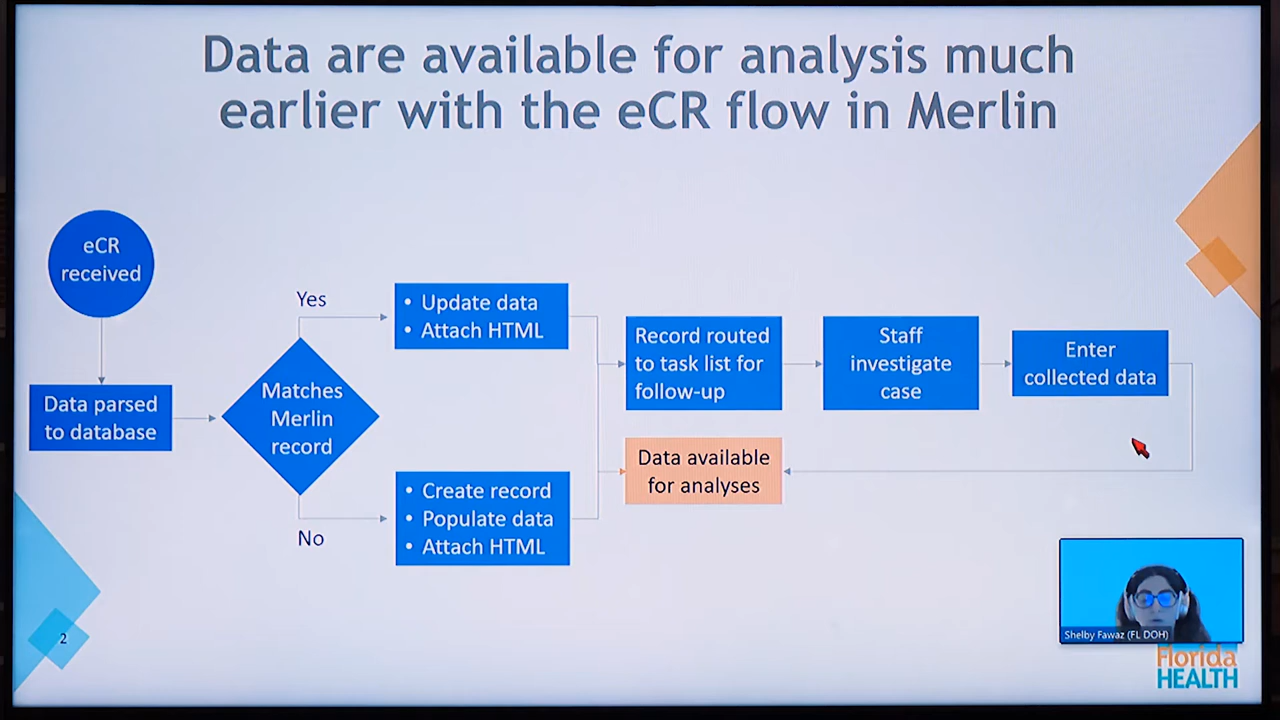 Data are available for analysis much
earlier with the eCR flow in Merlin
eCR
received
Data parsed
to database
Matches
Merlin
record
Yes
• Update data
• Attach HTML
No
• Create record
• Populate data
• Attach HTML
Record routed
to task list for
follow-up
Staff
investigate
case
Enter
collected data
Data available
for analyses
2
Shelby Fawaz (FL DOH)
Florida
HEALTH